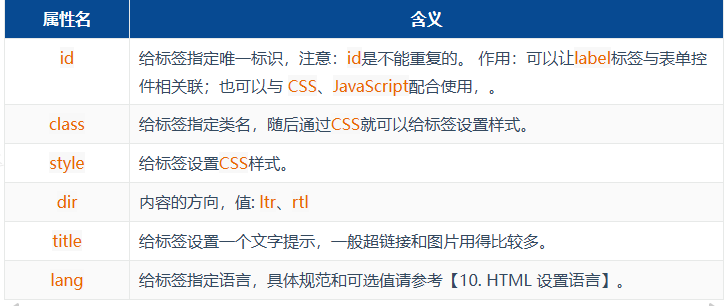 属性名 含义
id 给标签指定唯一标识，注意：id是不能重复的。 作用：可以让label标签与表单控
件相关联；也可以与 CSS、JavaScript配合使用，。
class 给标签指定类名，随后通过CSS就可以给标签设置样式。
style 给标签设置CSS样式。
dir 内容的方向，值: ltr、rtl
title 给标签设置一个文字提示，一般超链接和图片用得比较多。
lang 给标签指定语言，具体规范和可选值请参考【10. HTML 设置语言】。